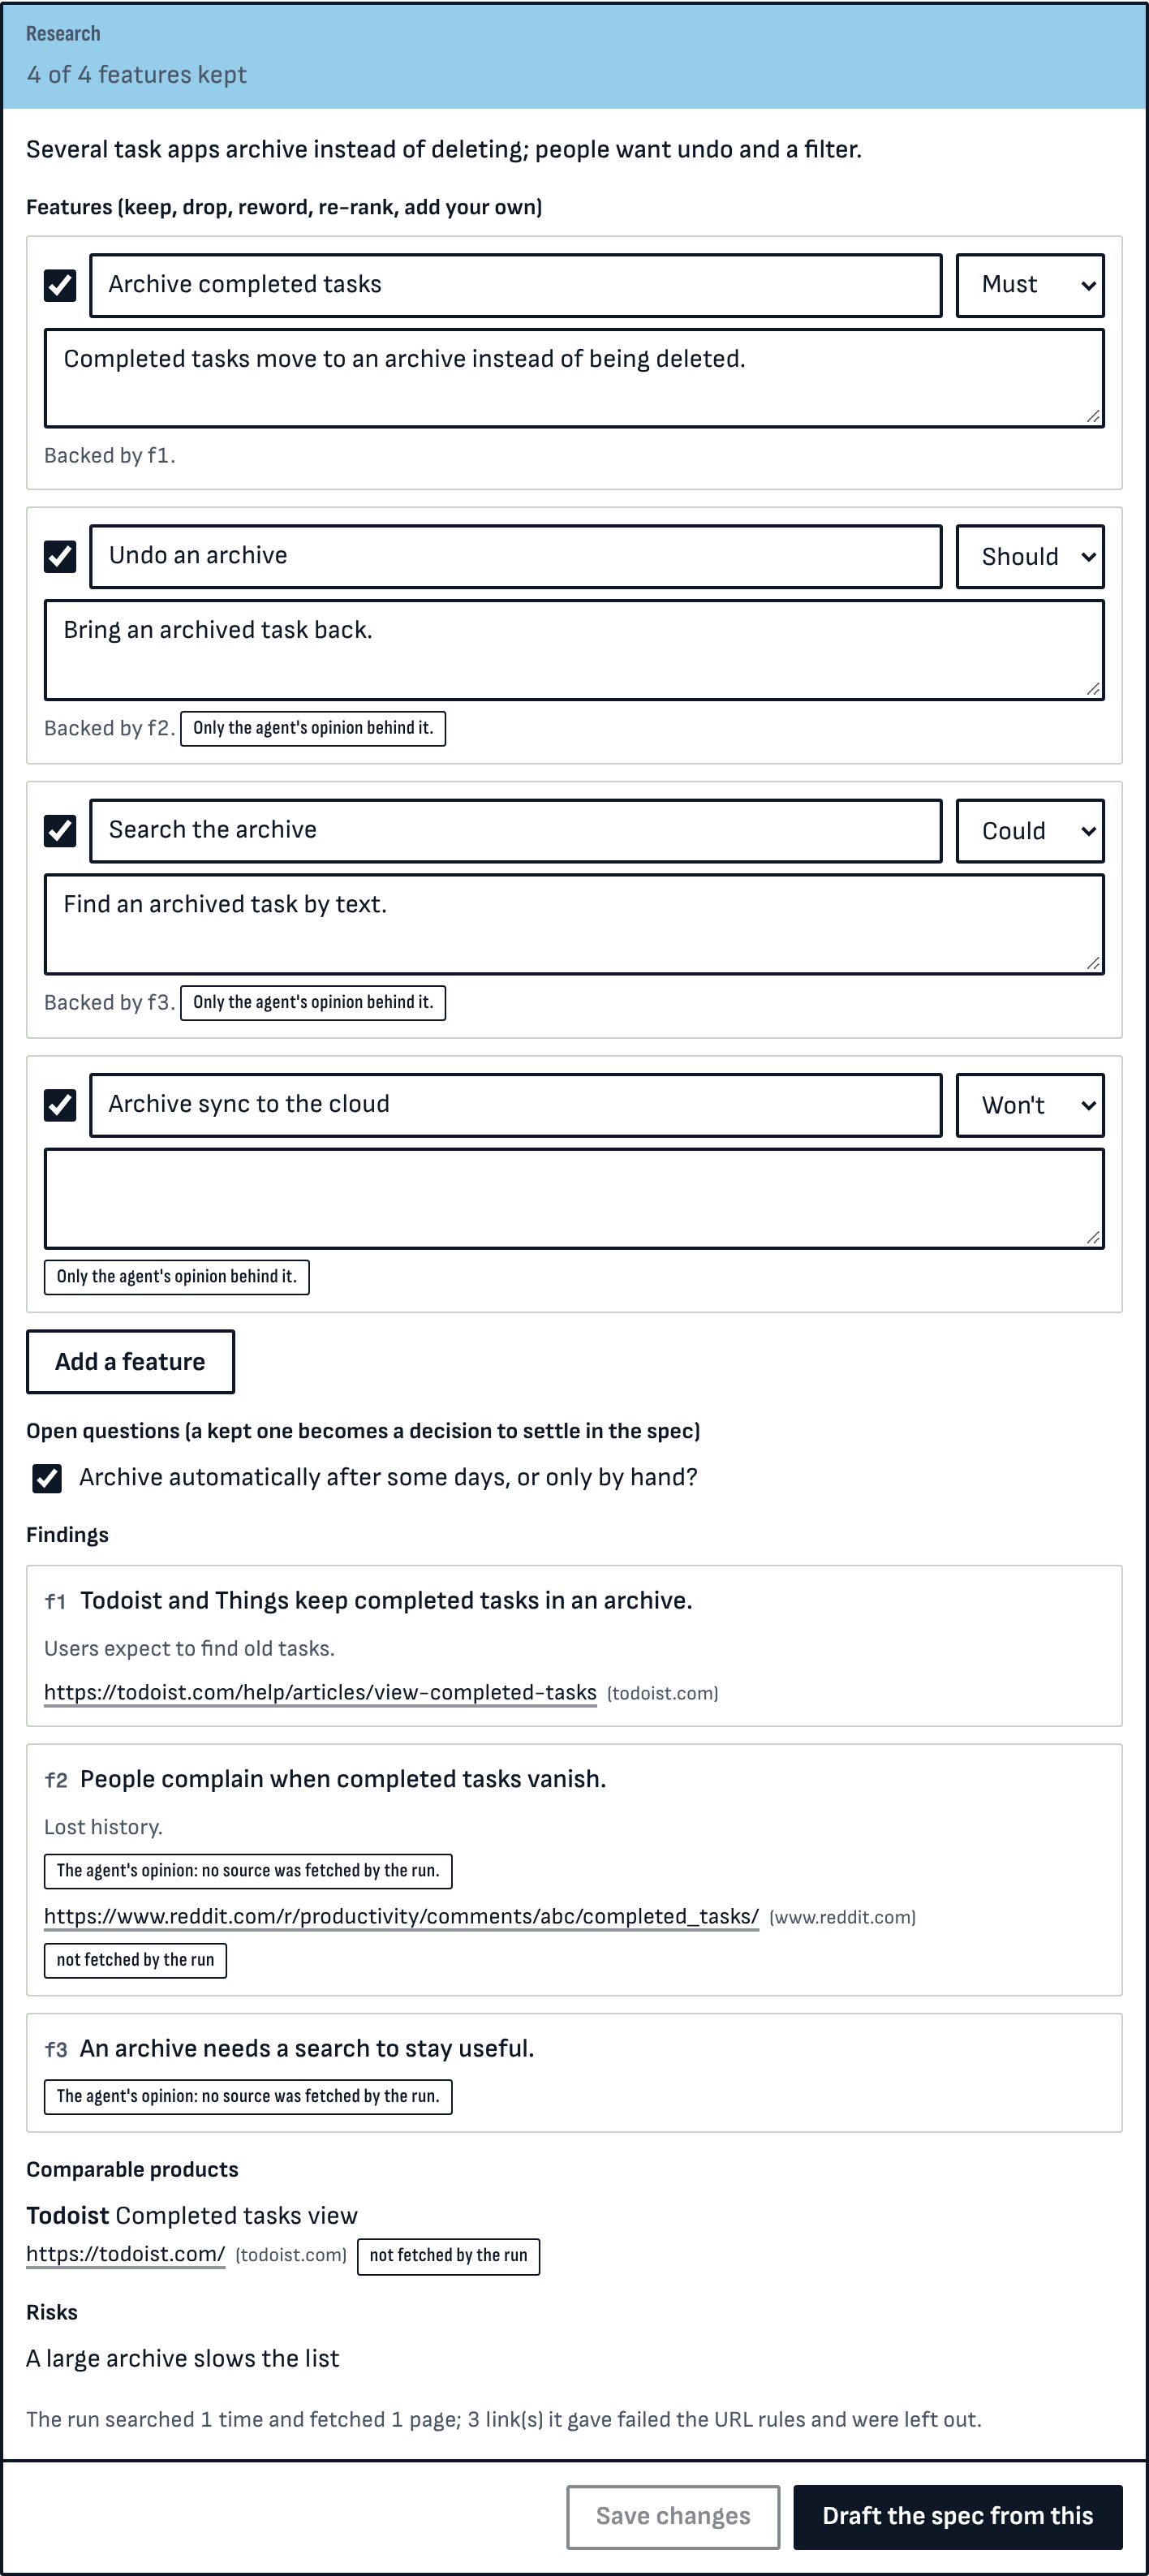 Research
4 of 4 features kept
Several task apps archive instead of deleting; people want undo and a filter.
Features (keep, drop, reword, re-rank, add your own)
Archive completed tasks
Must
Completed tasks move to an archive instead of being deleted.
Backed by f1.
Undo an archive
Should
Bring an archived task back.
Backed by f2. Only the agent's opinion behind it.
Search the archive
Could
Find an archived task by text.
Backed by f3. Only the agent's opinion behind it.
Archive sync to the cloud
Won't
Only the agent's opinion behind it.
Add a feature
Open questions (a kept one becomes a decision to settle in the spec)
Archive automatically after some days, or only by hand?
Findings
f1 Todoist and Things keep completed tasks in an archive.
Users expect to find old tasks.
https://todoist.com/help/articles/view-completed-tasks (todoist.com)
f2 People complain when completed tasks vanish.
Lost history.
The agent's opinion: no source was fetched by the run.
https://www.reddit.com/r/productivity/comments/abc/completed_tasks/ (www.reddit.com)
not fetched by the run
f3 An archive needs a search to stay useful.
The agent's opinion: no source was fetched by the run.
Comparable products
Todoist Completed tasks view
https://todoist.com/ (todoist.com) not fetched by the run
Risks
A large archive slows the list
The run searched 1 time and fetched 1 page; 3 link(s) it gave failed the URL rules and were left out.
Save changes
Draft the spec from this